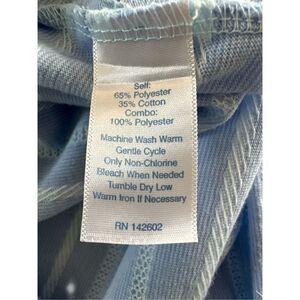 Self:
65% Polyester
35% Cotton
Combo:
100% Polyester
Machine Wash Warm
Gentle Cycle
Only Non-Chlorine
Bleach When Needed
Tumble Dry Low
Warm Iron If Necessary
RN 142602